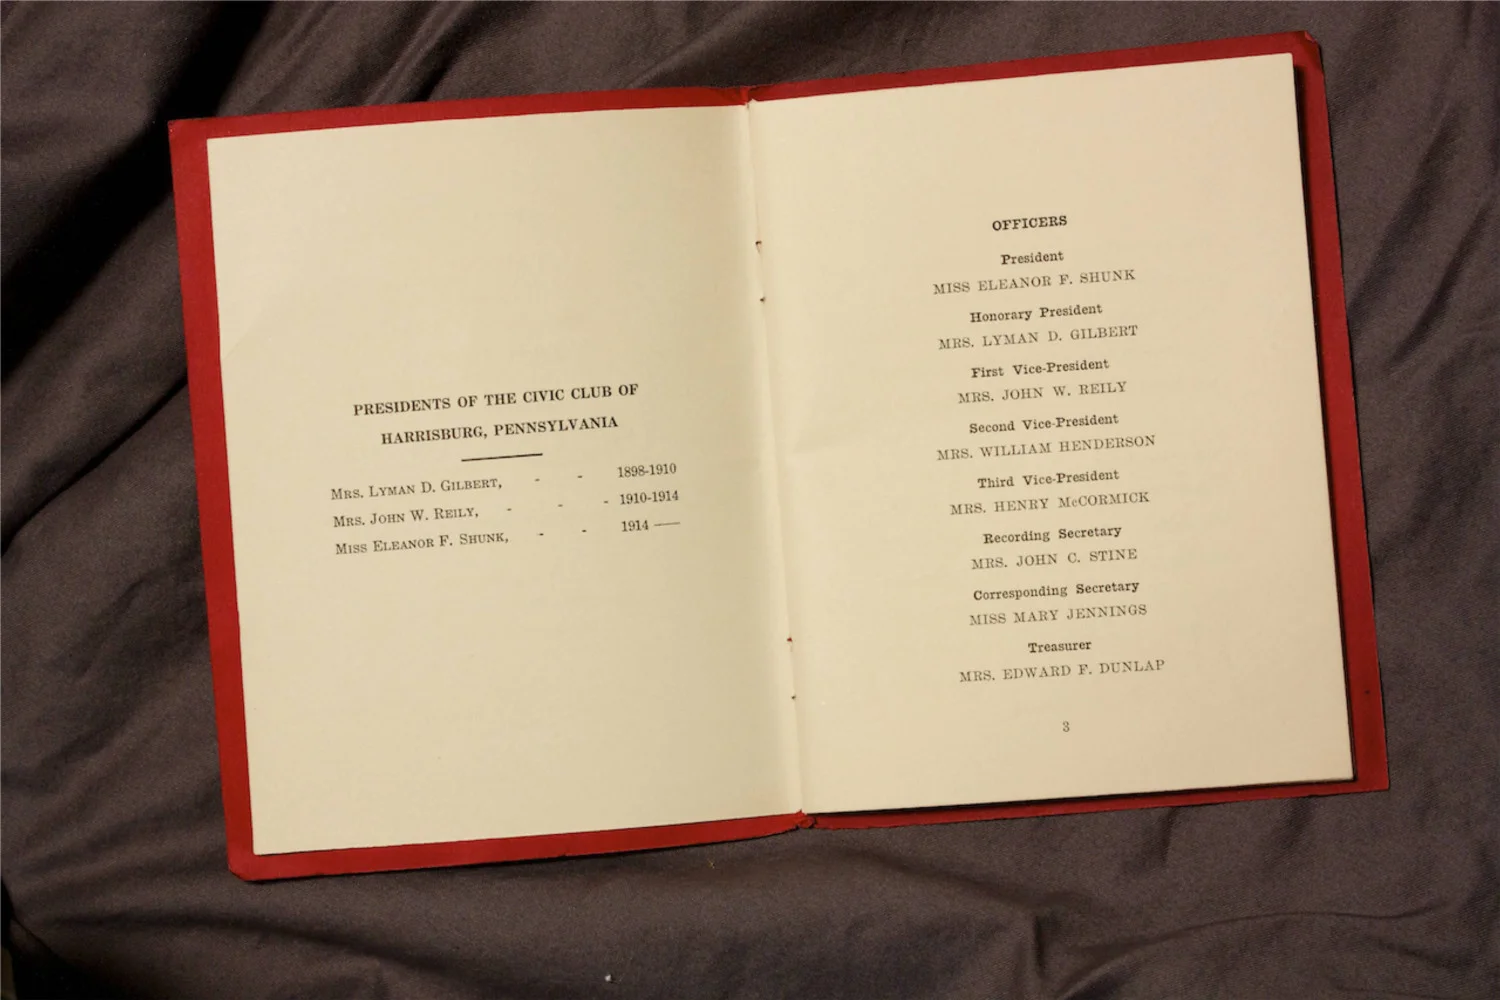 PRESIDENTS OF THE CIVIC CLUB OF
HARRISBURG, PENNSYLVANIA
MRS. LYMAN D. GILBERT, - - 1898-1910
MRS. JOHN W. REILY, - - - 1910-1914
MISS ELEANOR F. SHUNK, - - 1914 —
OFFICERS
President
MISS ELEANOR F. SHUNK
Honorary President
MRS. LYMAN D. GILBERT
First Vice-President
MRS. JOHN W. REILY
Second Vice-President
MRS. WILLIAM HENDERSON
Third Vice-President
MRS. HENRY McCORMICK
Recording Secretary
MRS. JOHN C. STINE
Corresponding Secretary
MISS MARY JENNINGS
Treasurer
MRS. EDWARD F. DUNLAP
3